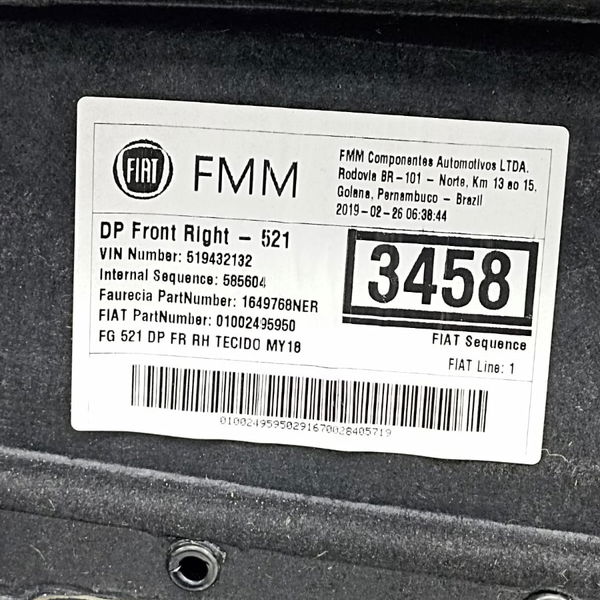 FIAT
FMM
FMM Componentes Automotivos LTDA.
Rodovia BR-101 - Norte, Km 13 ao 15,
Goiana, Pernambuco - Brazil
2019-02-26 06:38:44
DP Front Right - 521
VIN Number: 519432132
Internal Sequence: 585604
Faurecia PartNumber: 1649768NER
FIAT PartNumber: 01002495950
FG 521 DP FR RH TECIDO MY18
3458
FIAT Sequence
FIAT Line: 1
01002495950291670028405719